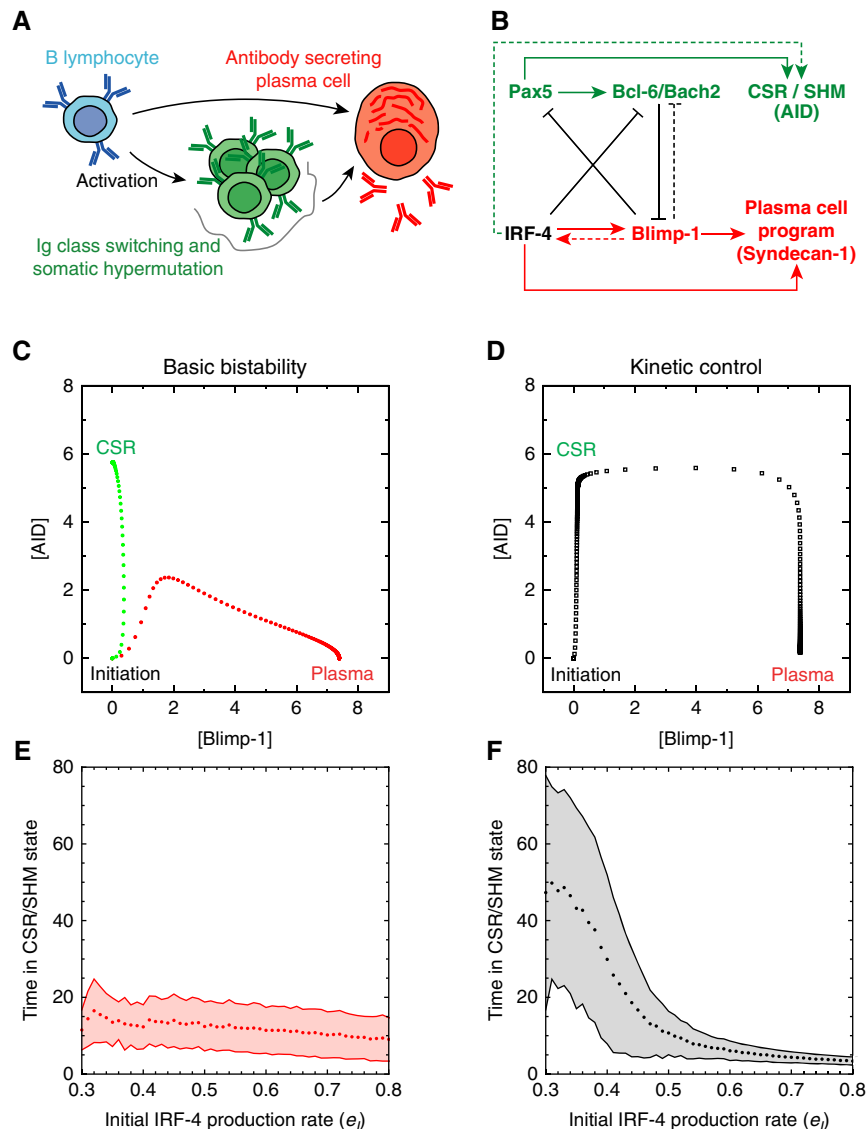 A
B lymphocyte
Antibody secreting
plasma cell
Activation
Ig class switching and
somatic hypermutation
B
Pax5
Bcl-6/Bach2
CSR / SHM
(AID)
IRF-4
Blimp-1
Plasma cell
program
(Syndecan-1)
C
Basic bistability
8
6
4
2
0
[AID]
CSR
Initiation
Plasma
0 2 4 6 8
[Blimp-1]
D
Kinetic control
8
6
4
2
0
[AID]
CSR
Initiation
Plasma
0 2 4 6 8
[Blimp-1]
E
80
60
40
20
0
Time in CSR/SHM state
0.3 0.4 0.5 0.6 0.7 0.8
Initial IRF-4 production rate (eI)
F
80
60
40
20
0
Time in CSR/SHM state
0.3 0.4 0.5 0.6 0.7 0.8
Initial IRF-4 production rate (eI)